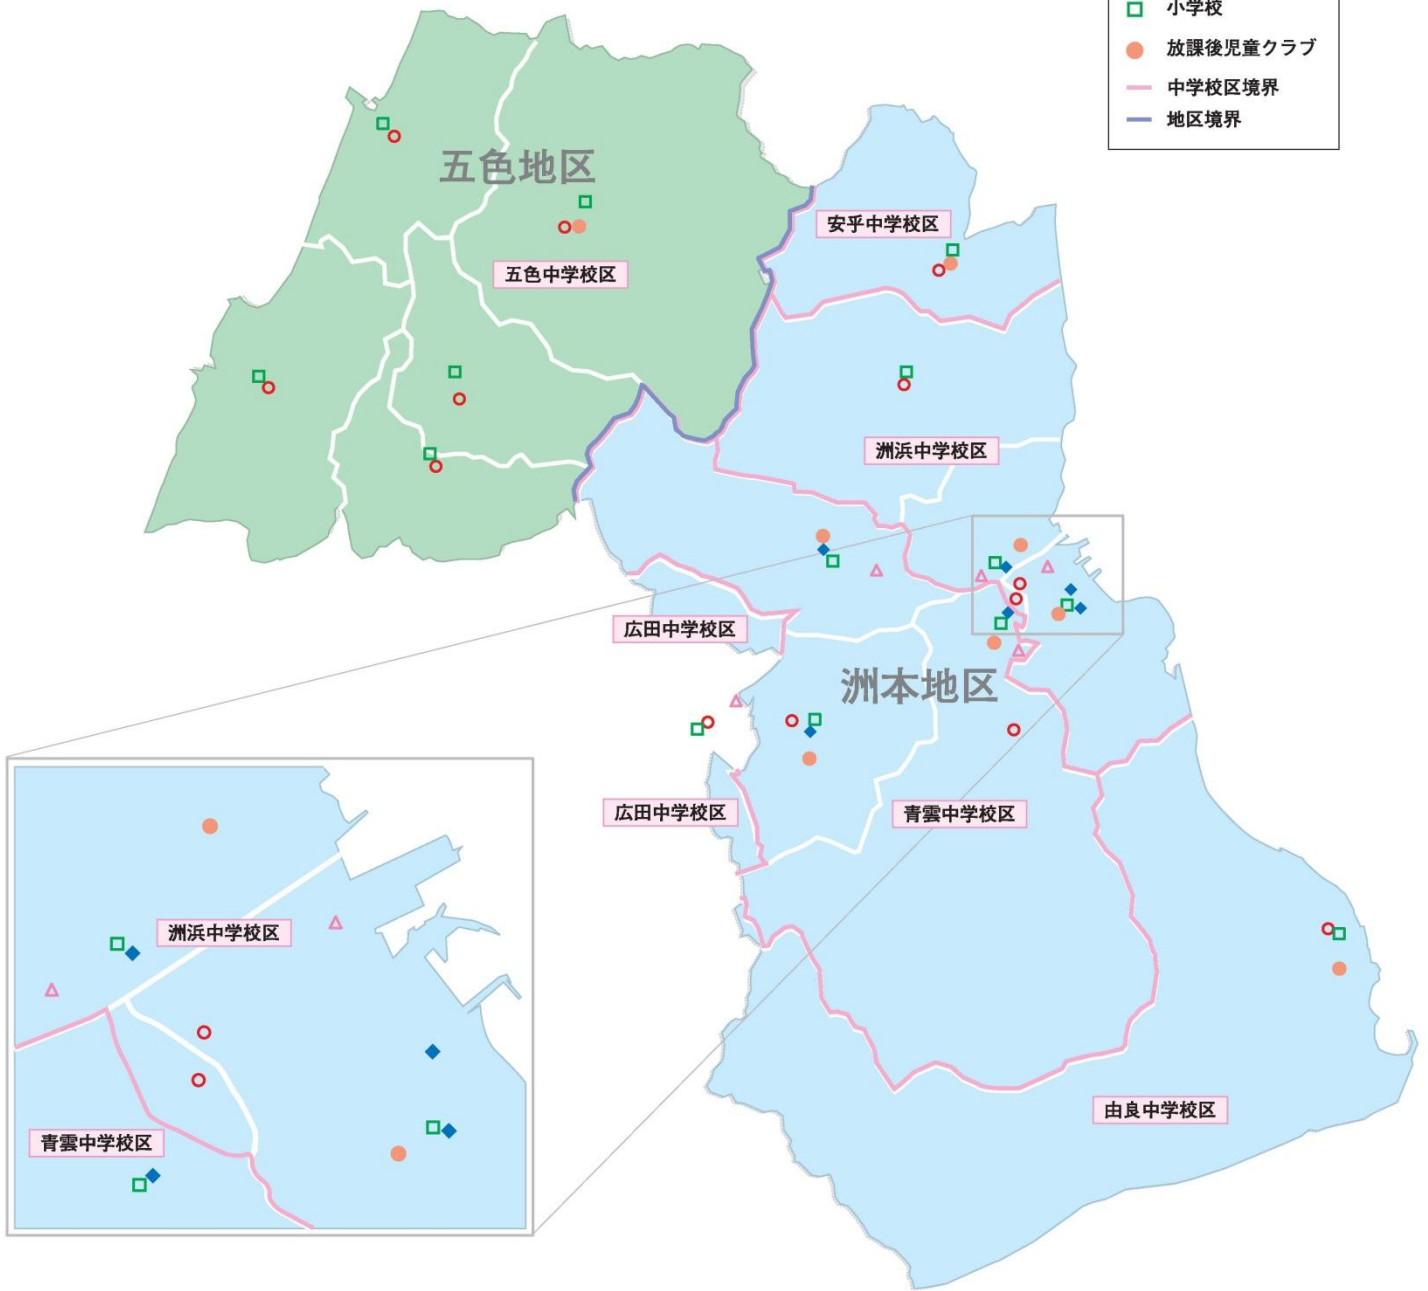 小学校
放課後児童クラブ
中学校区境界
地区境界
五色地区
安乎中学校区
五色中学校区
洲浜中学校区
広田中学校区
洲本地区
広田中学校区
青雲中学校区
洲浜中学校区
青雲中学校区
由良中学校区